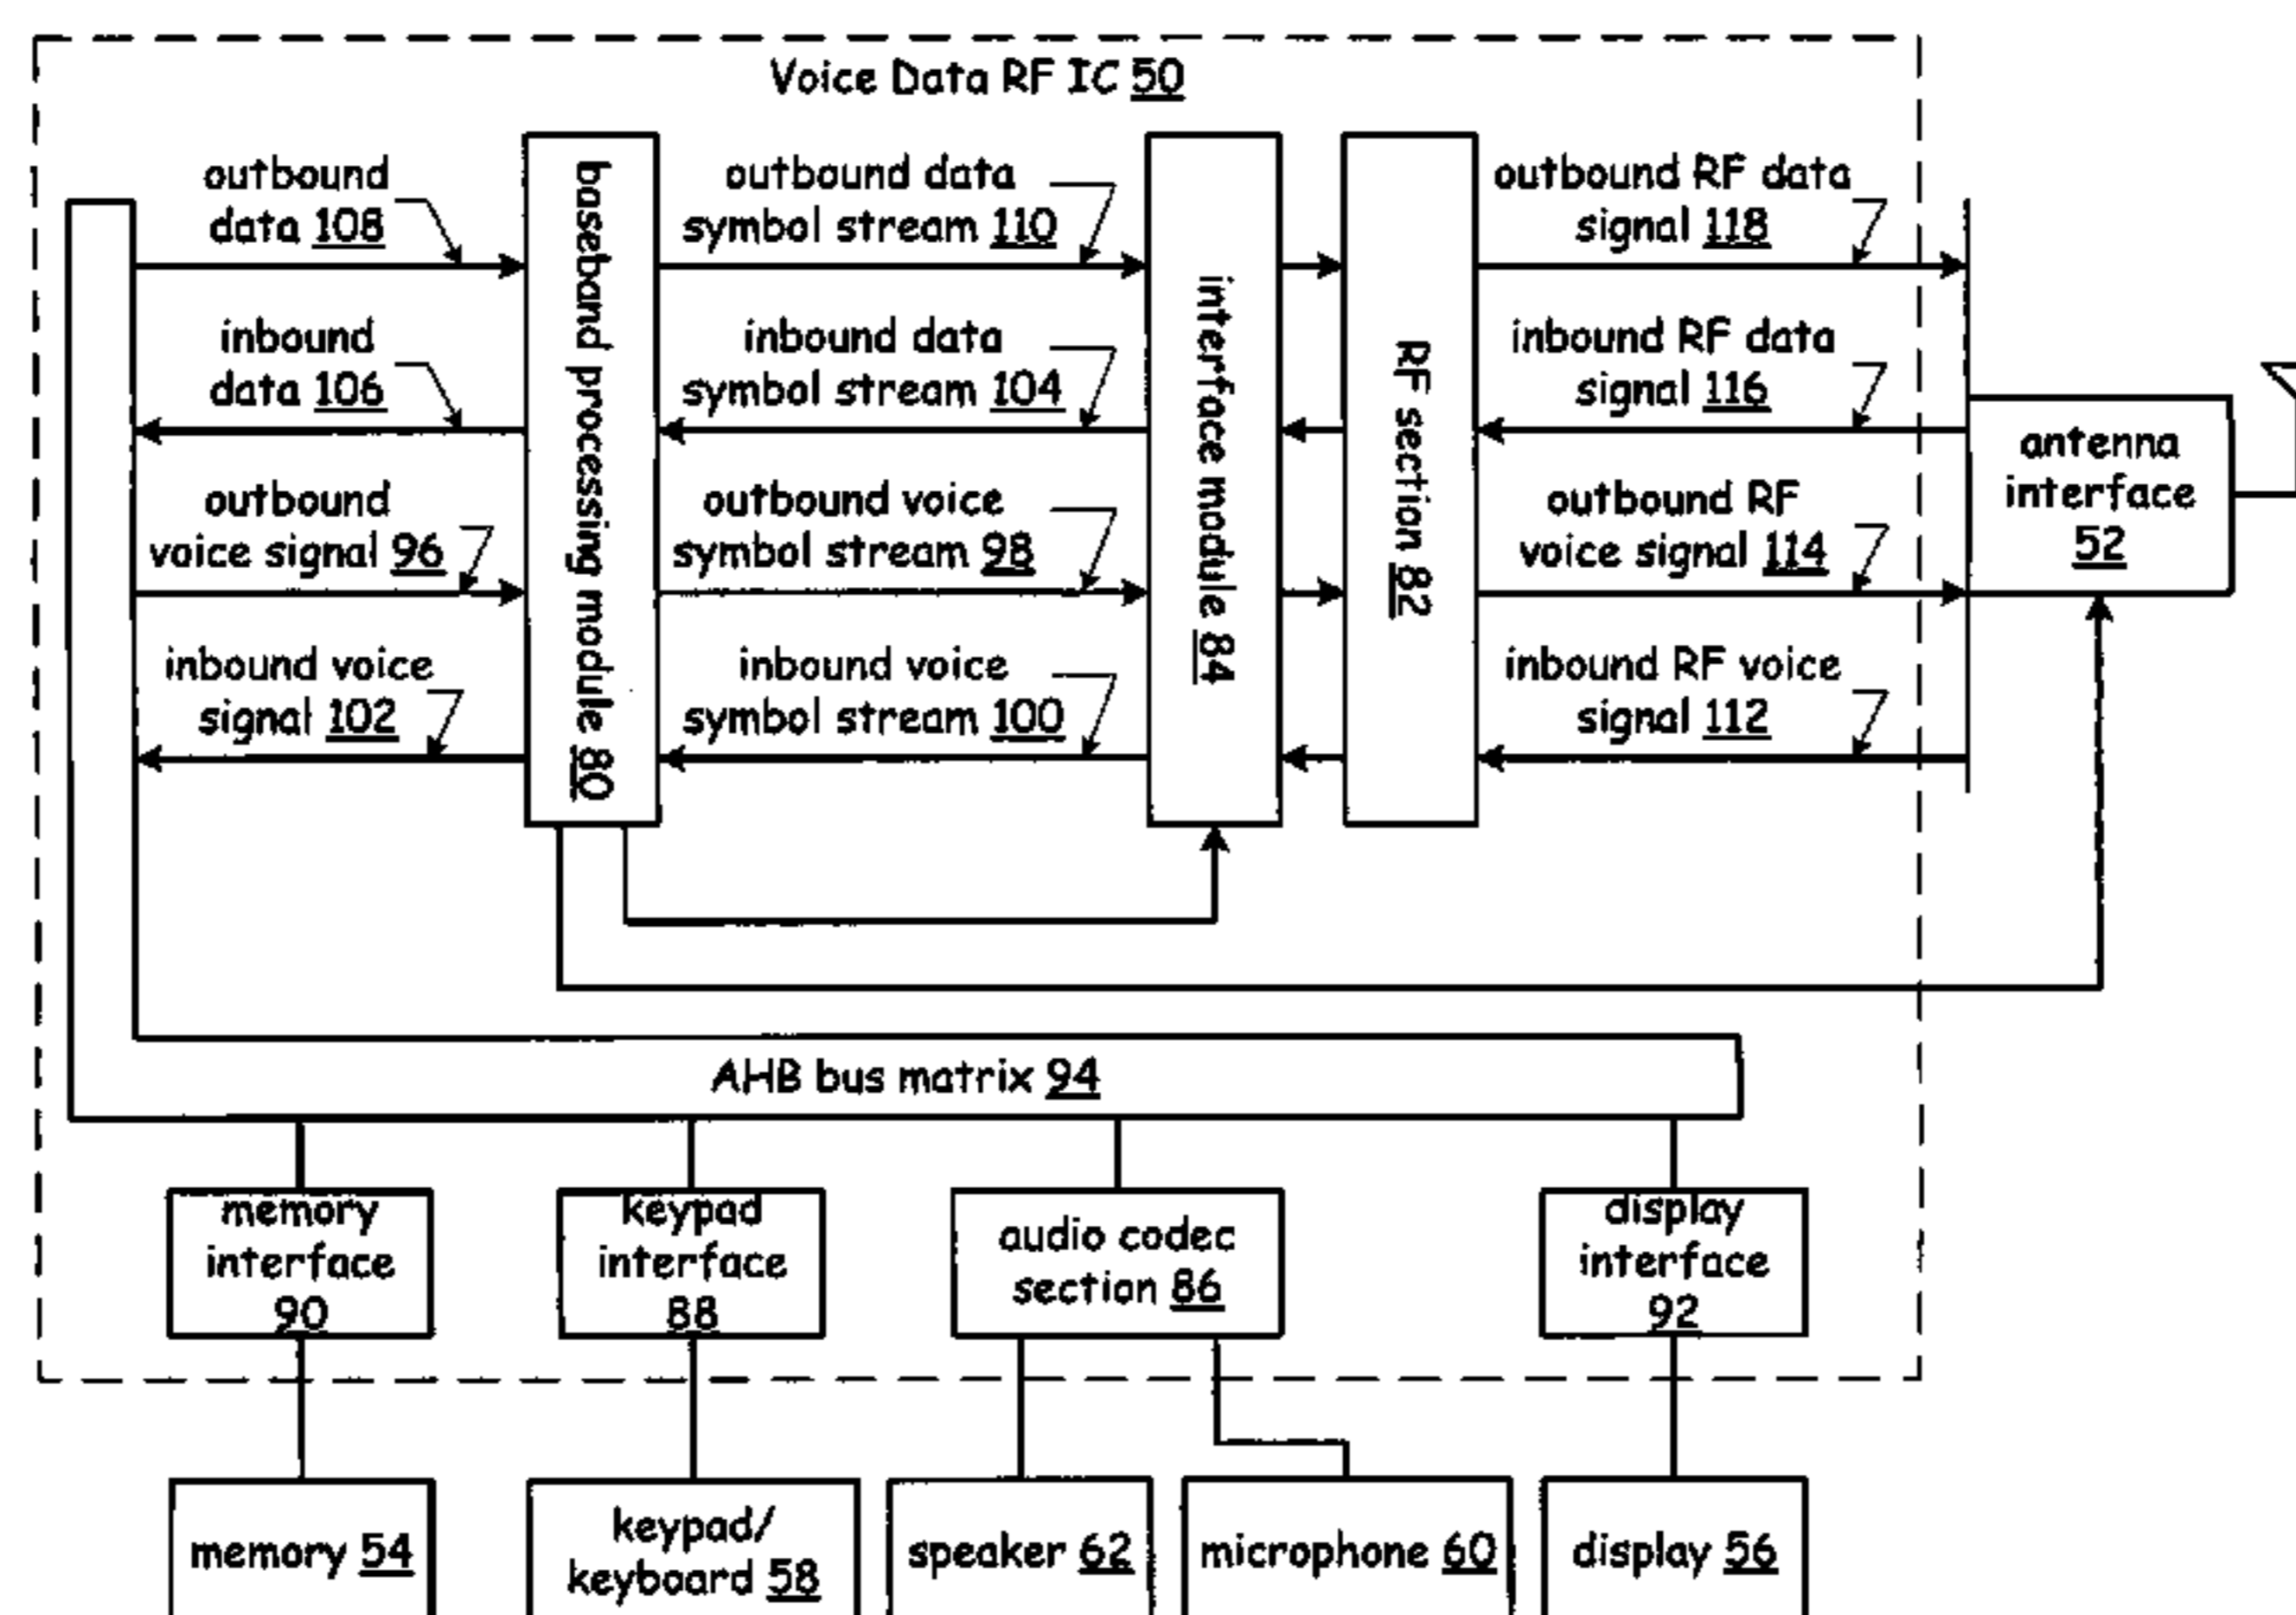 Voice Data RF IC 50
outbound
data 108
inbound
data 106
outbound
voice signal 96
inbound voice
signal 102
baseband processing module 80
outbound data
symbol stream 110
inbound data
symbol stream 104
outbound voice
symbol stream 98
inbound voice
symbol stream 100
interface module 84
RF section 82
outbound RF data
signal 118
inbound RF data
signal 116
outbound RF
voice signal 114
inbound RF voice
signal 112
antenna
interface
52
AHB bus matrix 94
memory
interface
90
keypad
interface
88
audio codec
section 86
display
interface
92
memory 54
keypad/
keyboard 58
speaker 62
microphone 60
display 56